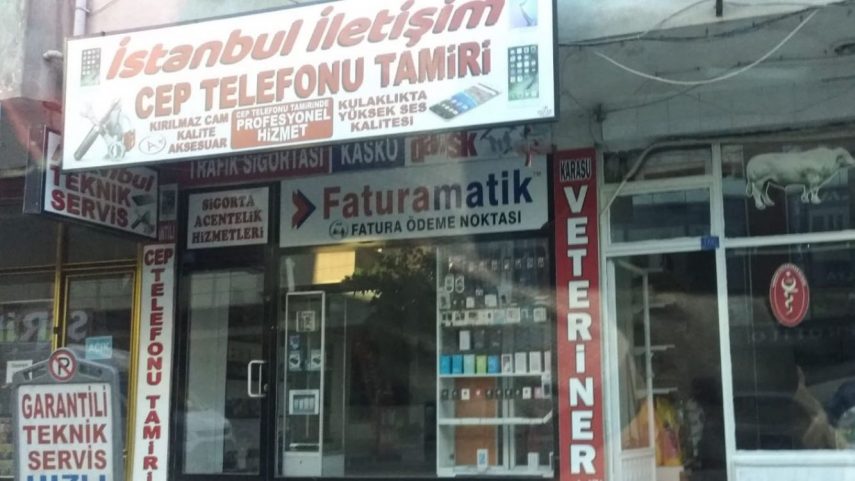 İstanbul İletişim
CEP TELEFONU TAMİRİ
KIRILMAZ CAM
KALİTE
AKSESUAR
A+
CEP TELEFONU TAMİRİNDE
PROFESYONEL
HİZMET
KULAKLIKTA
YÜKSEK SES
KALİTESİ
TEKNİK
SERVİS
TRAFİK SİGORTASI
KASKO
SİGORTA
ACENTELİK
HİZMETLERİ
Faturamatik
FATURA ÖDEME NOKTASI
CEP TELEFONU TAMİRİ
KARASU
VETERİNER
P
GARANTİLİ
TEKNİK
SERVİS
HIZLI